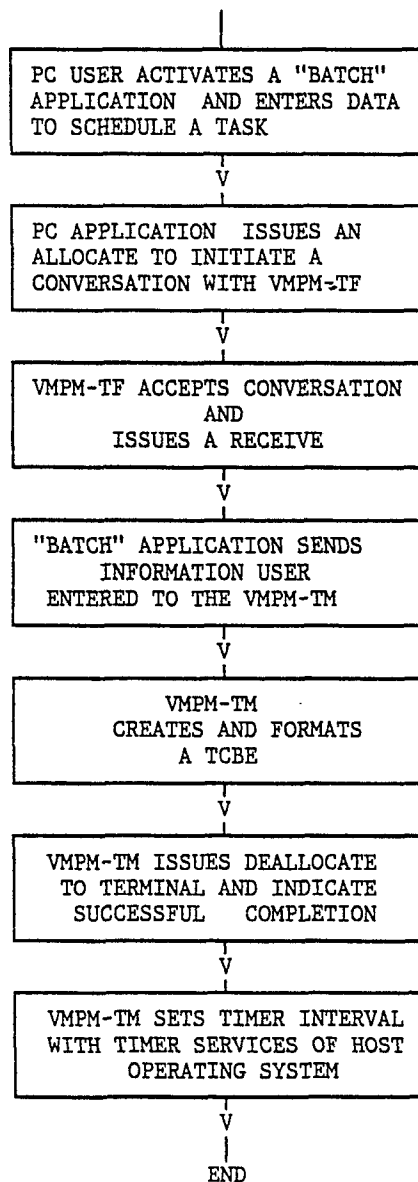 PC USER ACTIVATES A "BATCH"
APPLICATION AND ENTERS DATA
TO SCHEDULE A TASK
V
PC APPLICATION ISSUES AN
ALLOCATE TO INITIATE A
CONVERSATION WITH VMPM-TF
V
VMPM-TF ACCEPTS CONVERSATION
AND
ISSUES A RECEIVE
V
"BATCH" APPLICATION SENDS
INFORMATION USER
ENTERED TO THE VMPM-TM
V
VMPM-TM
CREATES AND FORMATS
A TCBE
V
VMPM-TM ISSUES DEALLOCATE
TO TERMINAL AND INDICATE
SUCCESSFUL COMPLETION
V
VMPM-TM SETS TIMER INTERVAL
WITH TIMER SERVICES OF HOST
OPERATING SYSTEM
V
END